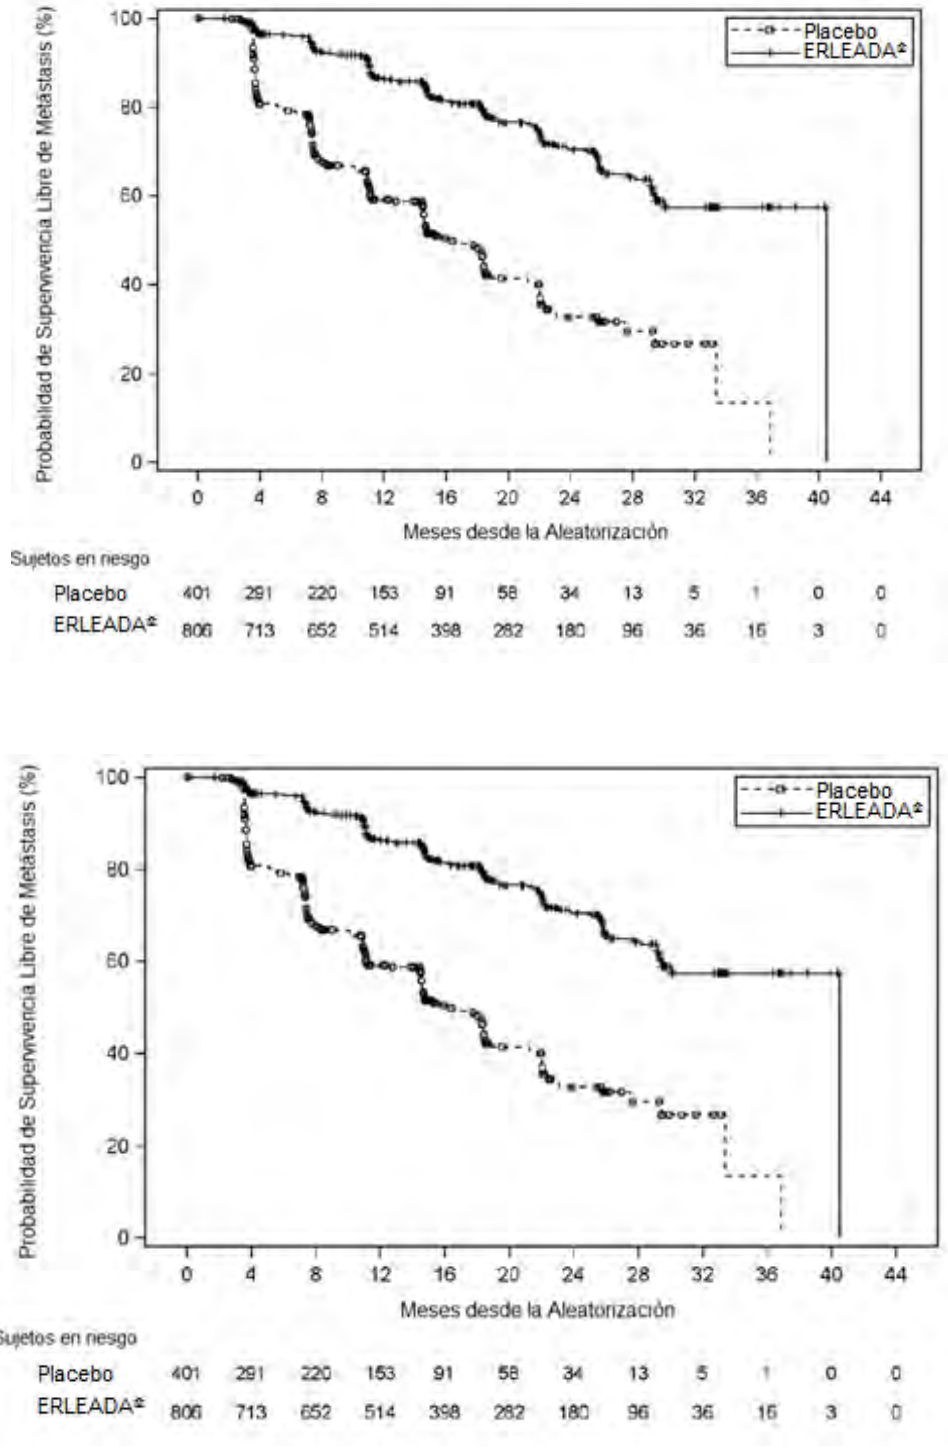 Probabilidad de Supervivencia Libre de Metástasis (%)
100
80
60
40
20
0
Placebo
ERLEADA®
0 4 8 12 16 20 24 28 32 36 40 44
Meses desde la Aleatorización
Sujetos en riesgo
Placebo 401 291 220 153 91 58 34 13 5 1 0 0
ERLEADA® 806 713 652 514 398 282 180 96 36 16 3 0
Probabilidad de Supervivencia Libre de Metástasis (%)
100
80
60
40
20
0
Placebo
ERLEADA®
0 4 8 12 16 20 24 28 32 36 40 44
Meses desde la Aleatorización
Sujetos en riesgo
Placebo 401 291 220 153 91 58 34 13 5 1 0 0
ERLEADA® 806 713 652 514 398 282 180 96 36 16 3 0